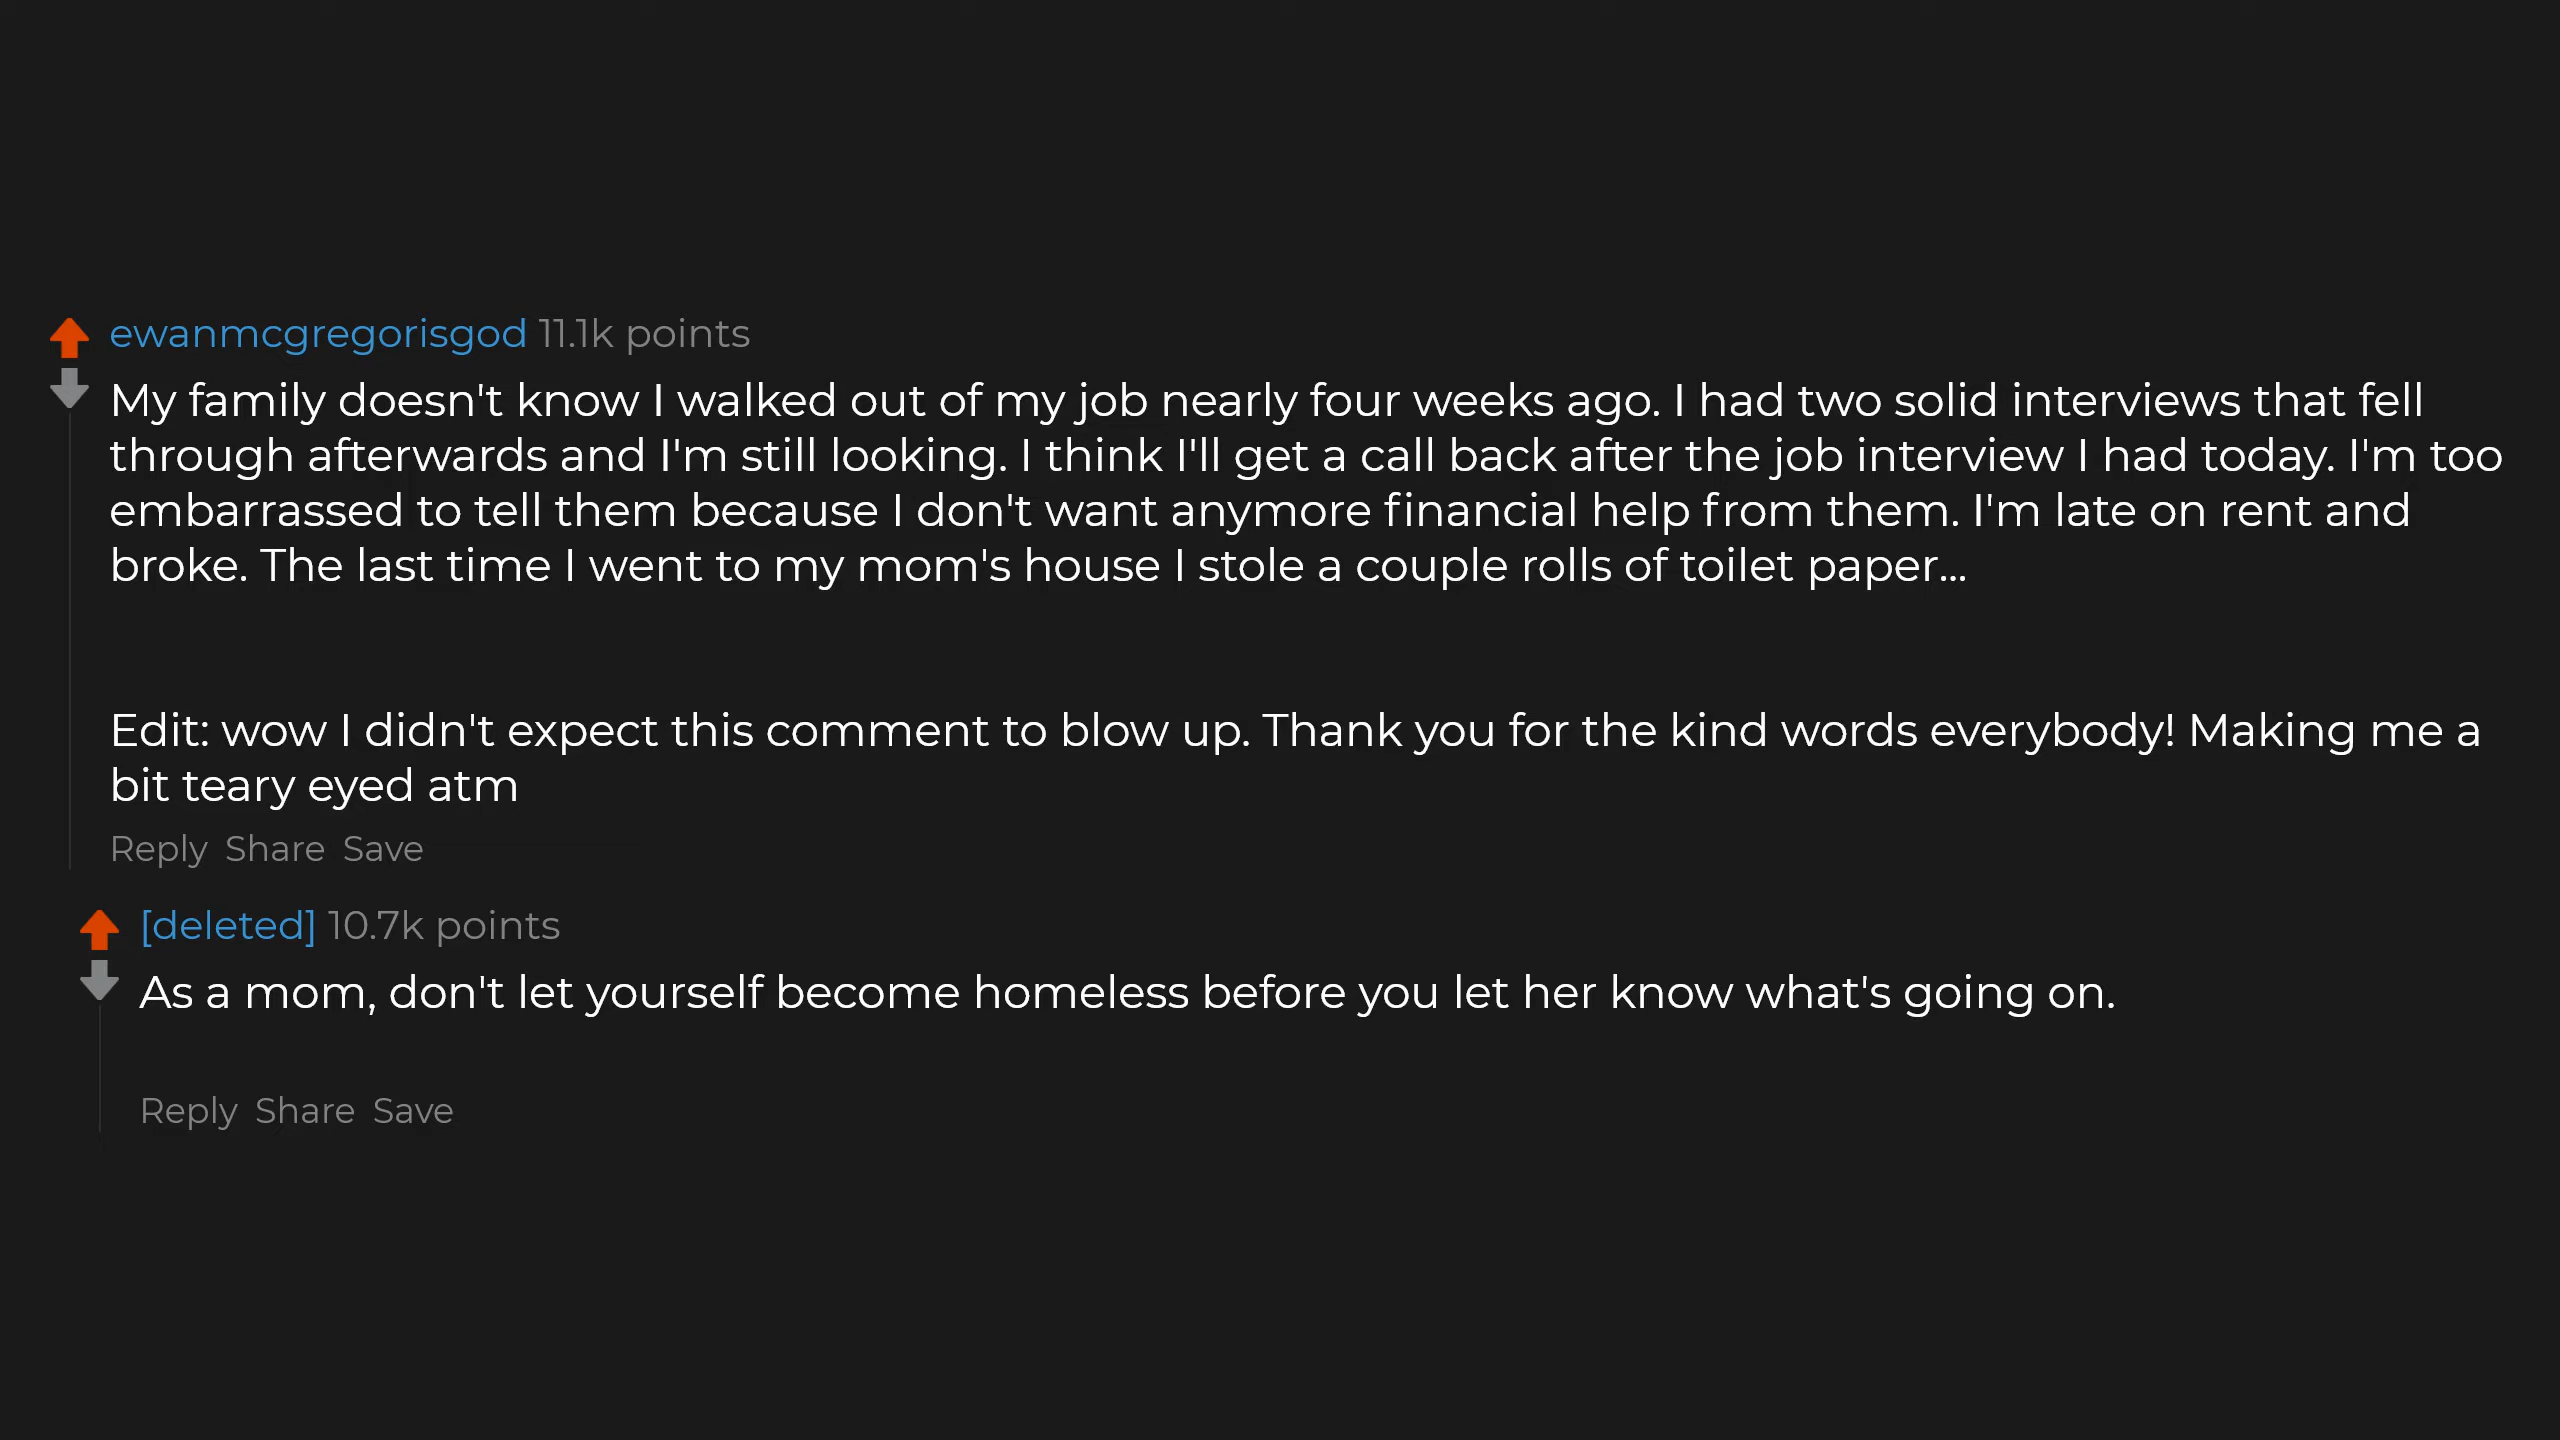 ewanmcgregorisgod 11.1k points
My family doesn't know I walked out of my job nearly four weeks ago. I had two solid interviews that fell
through afterwards and I'm still looking. I think I'll get a call back after the job interview I had today. I'm too
embarrassed to tell them because I don't want anymore financial help from them. I'm late on rent and
broke. The last time I went to my mom's house I stole a couple rolls of toilet paper...
Edit: wow I didn't expect this comment to blow up. Thank you for the kind words everybody! Making me a
bit teary eyed atm
Reply Share Save
[deleted] 10.7k points
As a mom, don't let yourself become homeless before you let her know what's going on.
Reply Share Save